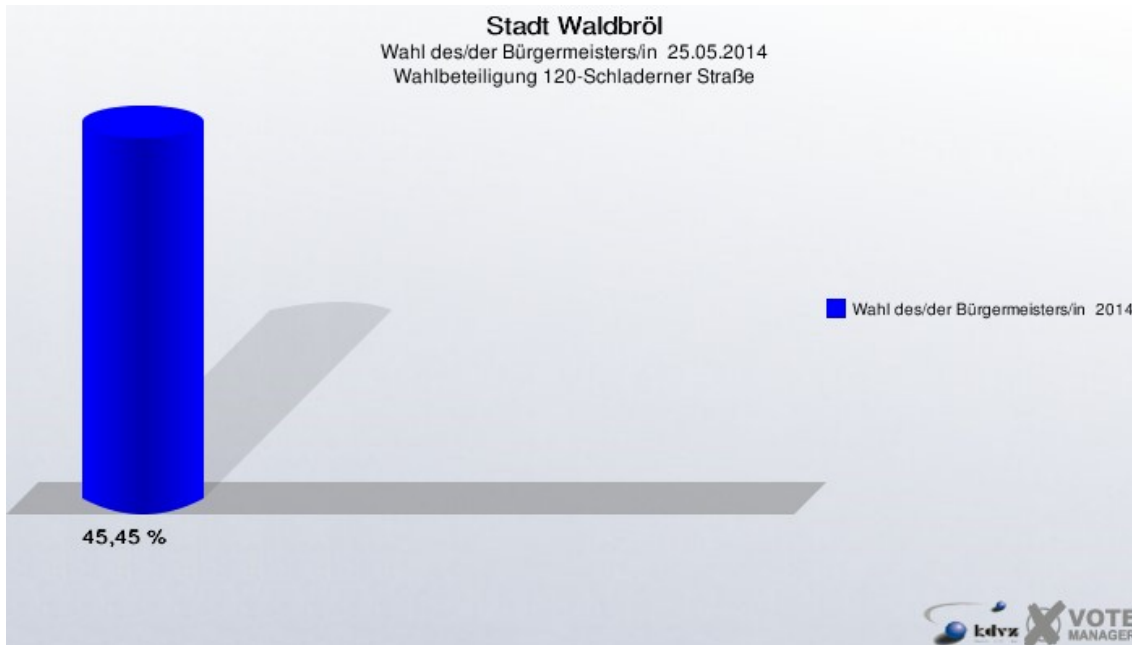 Stadt Waldbröl
Wahl des/der Bürgermeisters/in 25.05.2014
Wahlbeteiligung 120-Schladerner Straße
Wahl des/der Bürgermeisters/in 2014
45,45 %
kdvz
VOTE
MANAGER